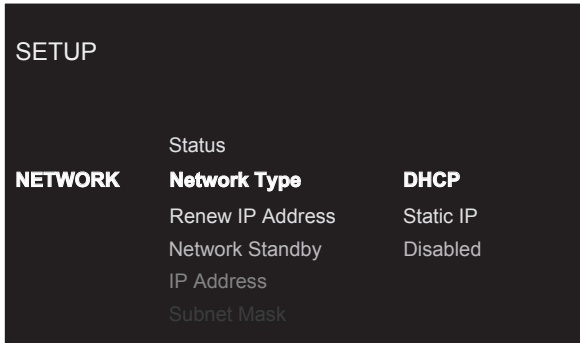 SETUP
Status
NETWORK Network Type DHCP
Renew IP Address Static IP
Network Standby Disabled
IP Address
Subnet Mask